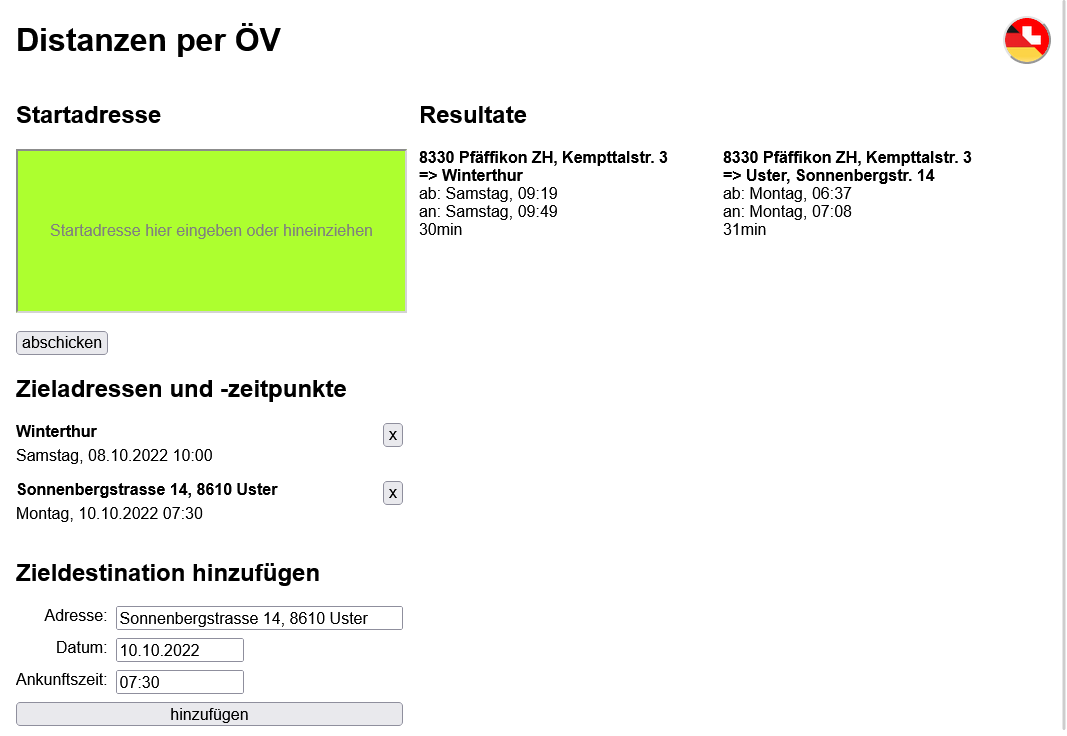 Distanzen per ÖV
Startadresse
Startadresse hier eingeben oder hineinziehen
abschicken
Zieladressen und -zeitpunkte
Winterthur
x
Samstag, 08.10.2022 10:00
Sonnenbergstrasse 14, 8610 Uster
x
Montag, 10.10.2022 07:30
Zieldestination hinzufügen
Adresse: Sonnenbergstrasse 14, 8610 Uster
Datum: 10.10.2022
Ankunftszeit: 07:30
hinzufügen
Resultate
8330 Pfäffikon ZH, Kempttalstr. 3
=> Winterthur
ab: Samstag, 09:19
an: Samstag, 09:49
30min
8330 Pfäffikon ZH, Kempttalstr. 3
=> Uster, Sonnenbergstr. 14
ab: Montag, 06:37
an: Montag, 07:08
31min